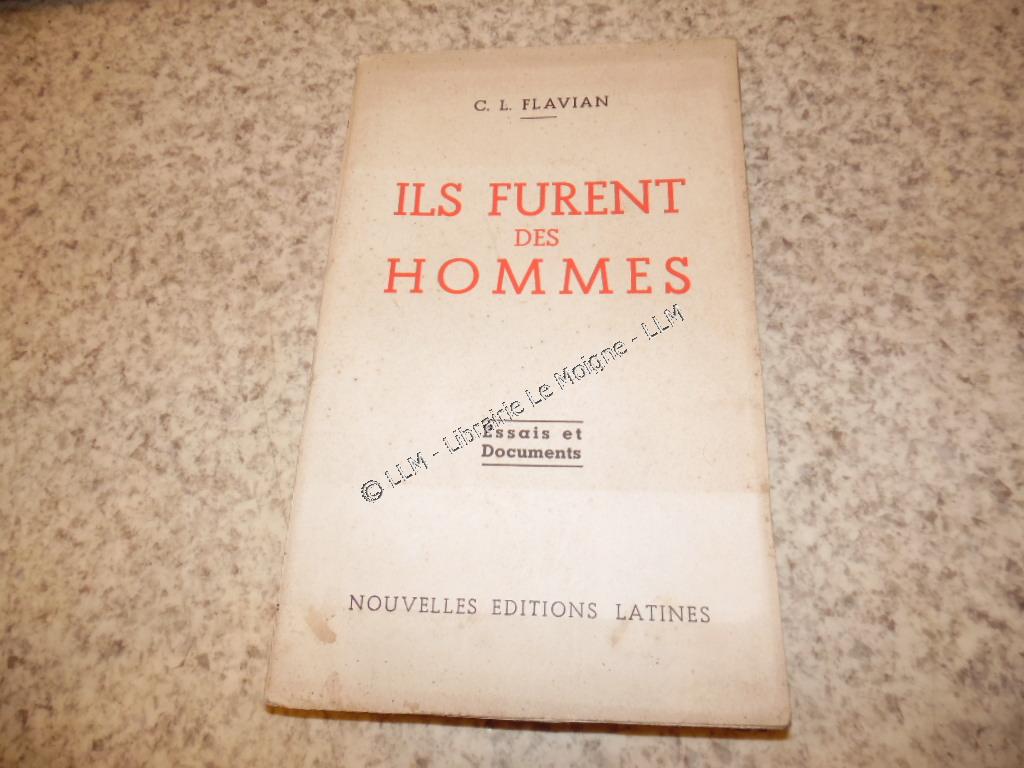 C. L. FLAVIAN
ILS FURENT
DES
HOMMES
© LLM - Librairie Le Moigne - LLM
Essais et
Documents
NOUVELLES EDITIONS LATINES